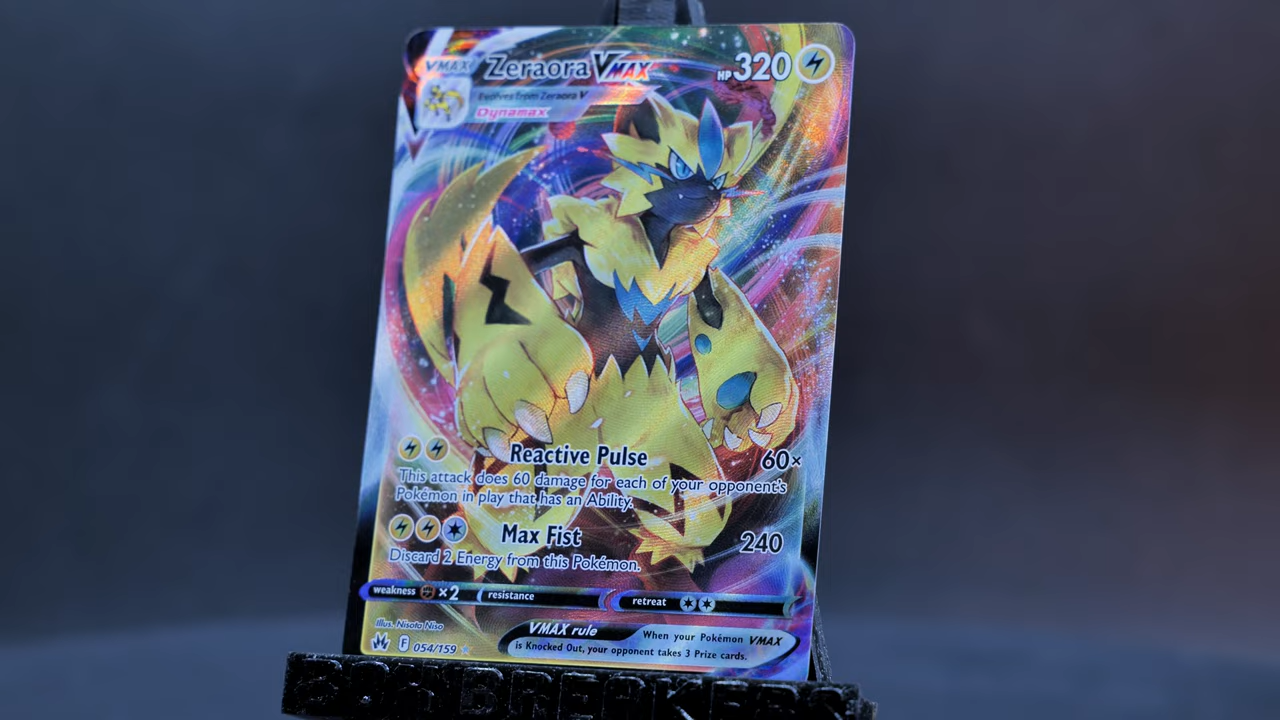 VMAX Zeraora VMAX HP 320
Evolves from Zeraora V
Dynamax
Reactive Pulse 60×
This attack does 60 damage for each of your opponent's
Pokémon in play that has an Ability.
Max Fist 240
Discard 2 Energy from this Pokémon.
weakness ×2 resistance retreat
Illus. Nisota Niso
VMAX rule When your Pokémon VMAX
is Knocked Out, your opponent takes 3 Prize cards.
F 054/159
BREAKERS